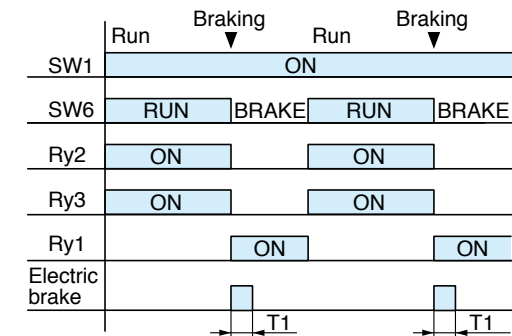 Run Braking Run Braking
SW1 ON
SW6 RUN BRAKE RUN BRAKE
Ry2 ON ON
Ry3 ON ON
Ry1 ON ON
Electric
brake
T1 T1